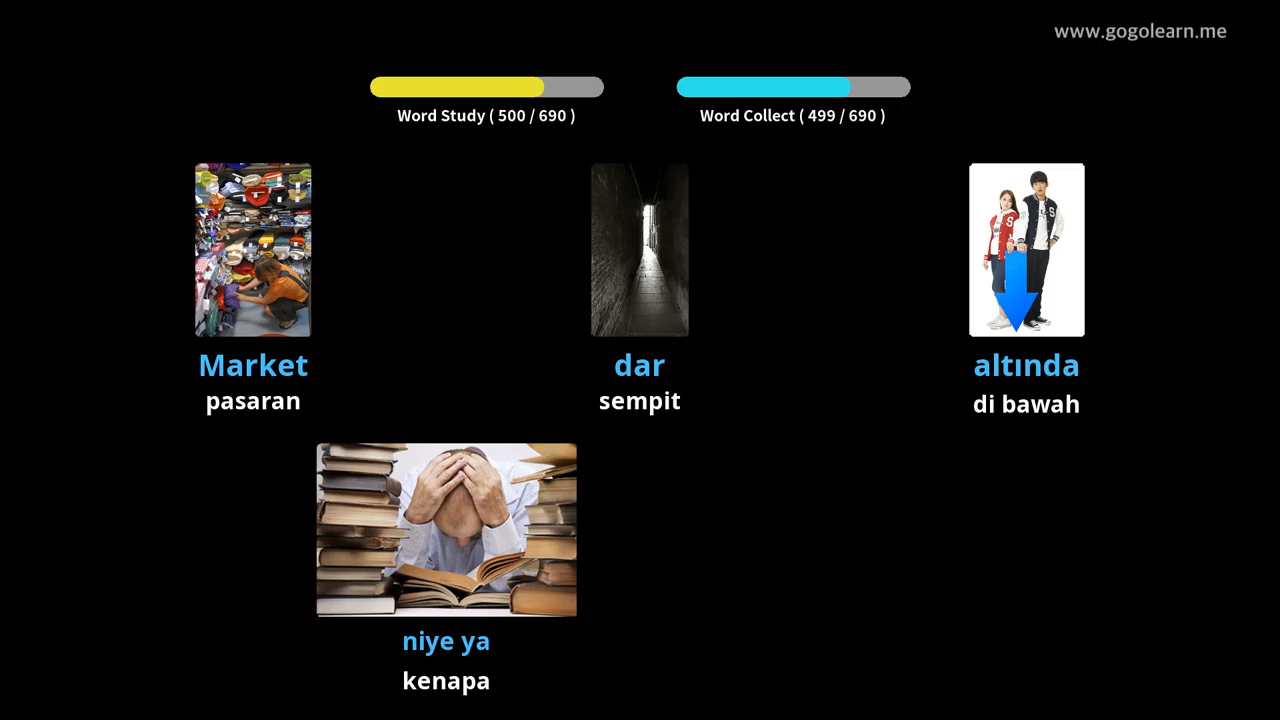 www.gogolearn.me
Word Study ( 500 / 690 )
Word Collect ( 499 / 690 )
Market
pasaran
dar
sempit
altında
di bawah
niye ya
kenapa